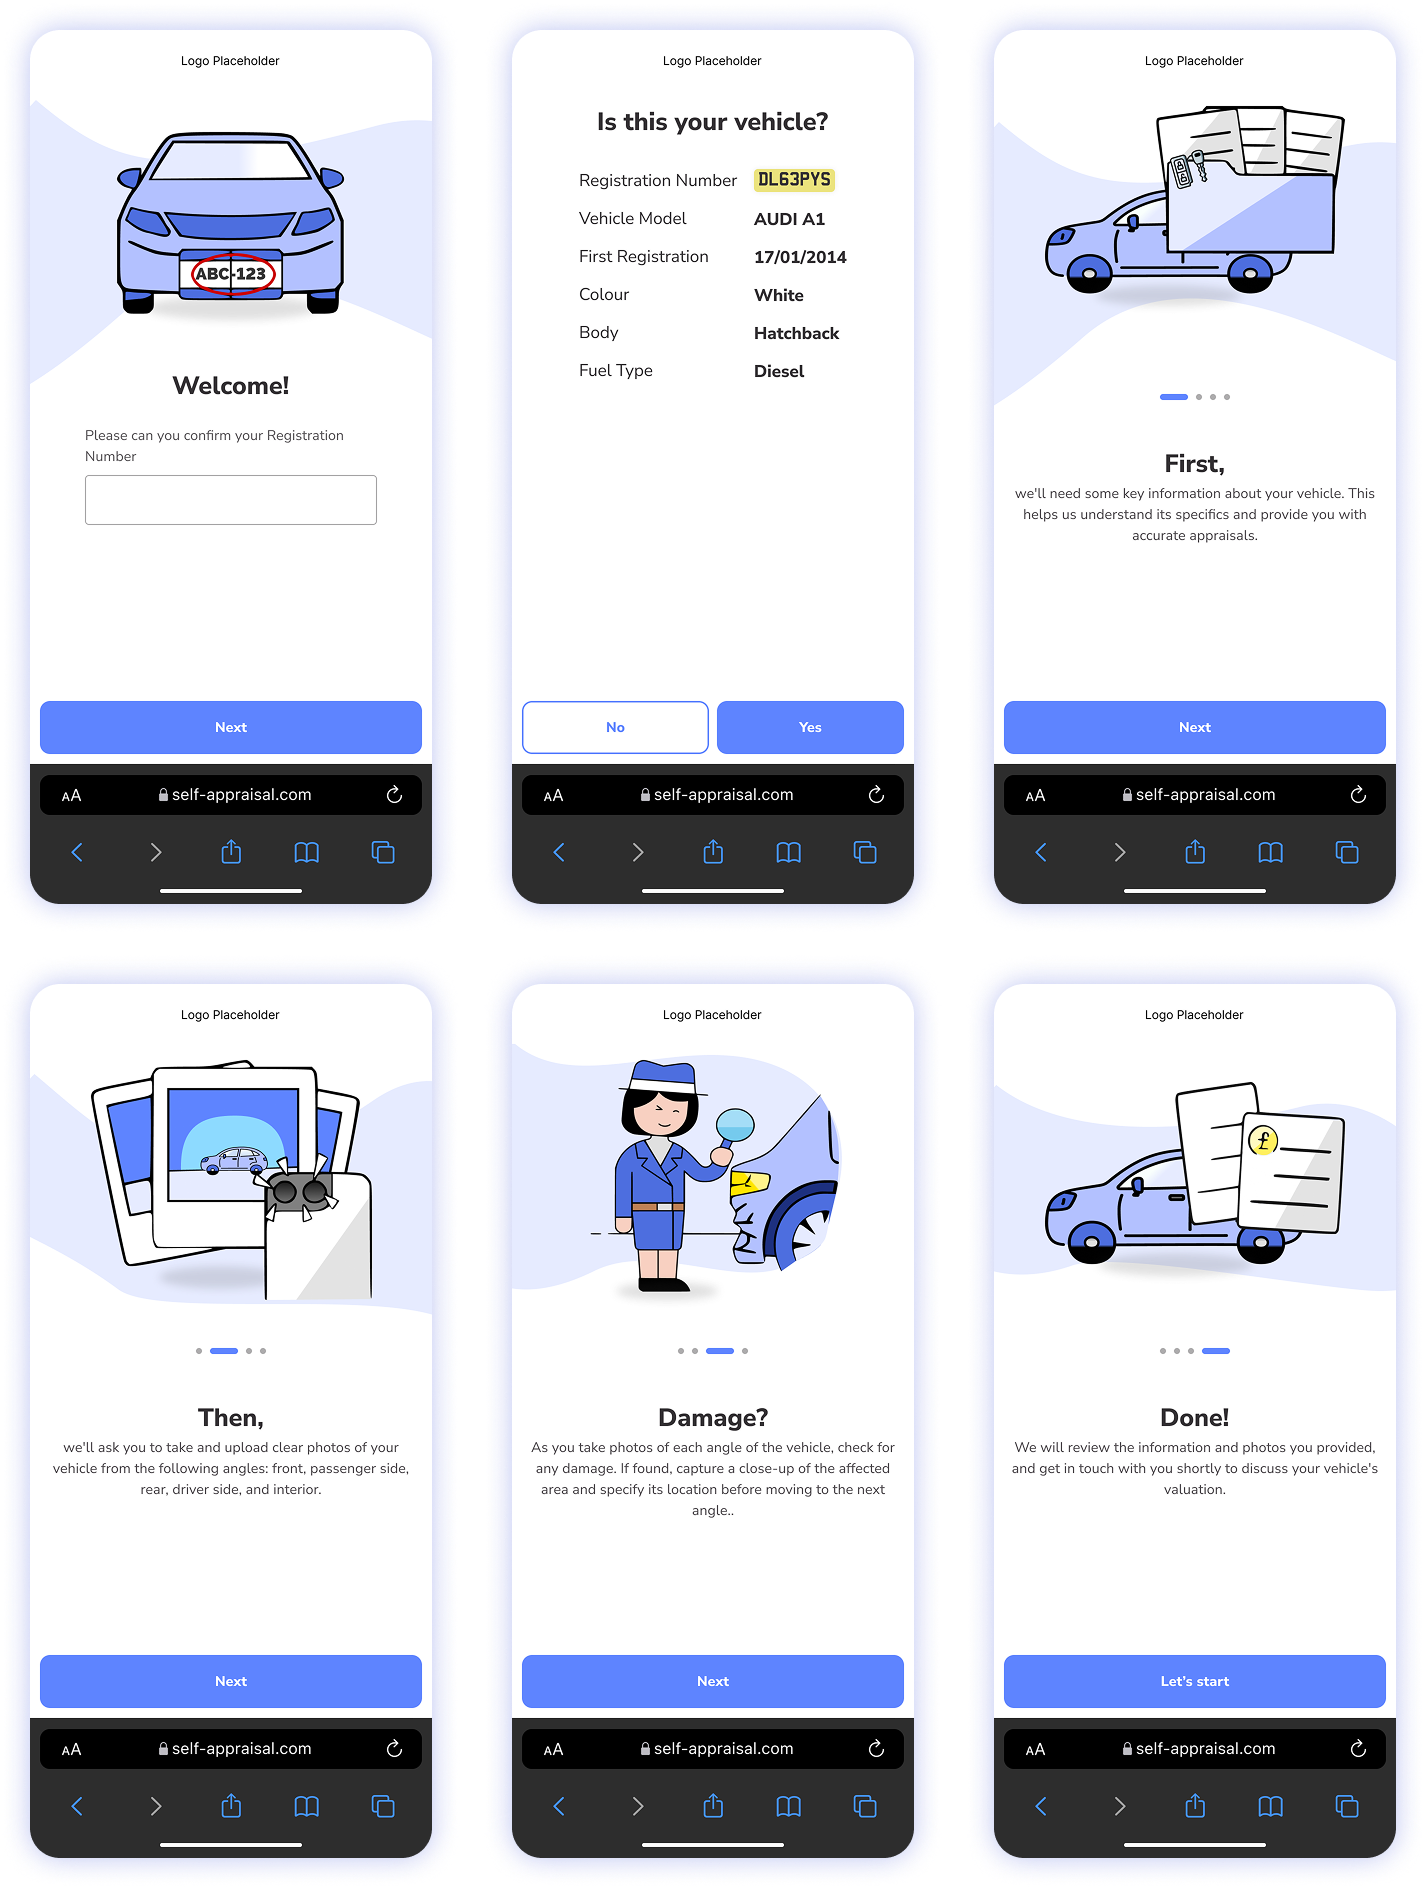 Logo Placeholder
ABC-123
Welcome!
Please can you confirm your Registration
Number
Next
AA
self-appraisal.com
Logo Placeholder
Is this your vehicle?
Registration Number DL63PYS
Vehicle Model AUDI A1
First Registration 17/01/2014
Colour White
Body Hatchback
Fuel Type Diesel
No Yes
AA
self-appraisal.com
Logo Placeholder
First,
we'll need some key information about your vehicle. This
helps us understand its specifics and provide you with
accurate appraisals.
Next
AA
self-appraisal.com
Logo Placeholder
Then,
we'll ask you to take and upload clear photos of your
vehicle from the following angles: front, passenger side,
rear, driver side, and interior.
Next
AA
self-appraisal.com
Logo Placeholder
Damage?
As you take photos of each angle of the vehicle, check for
any damage. If found, capture a close-up of the affected
area and specify its location before moving to the next
angle..
Next
AA
self-appraisal.com
Logo Placeholder
£
Done!
We will review the information and photos you provided,
and get in touch with you shortly to discuss your vehicle's
valuation.
Let's start
AA
self-appraisal.com